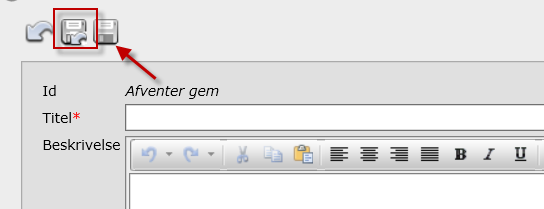 Id Afventer gem
Titel*
Beskrivelse
B I U